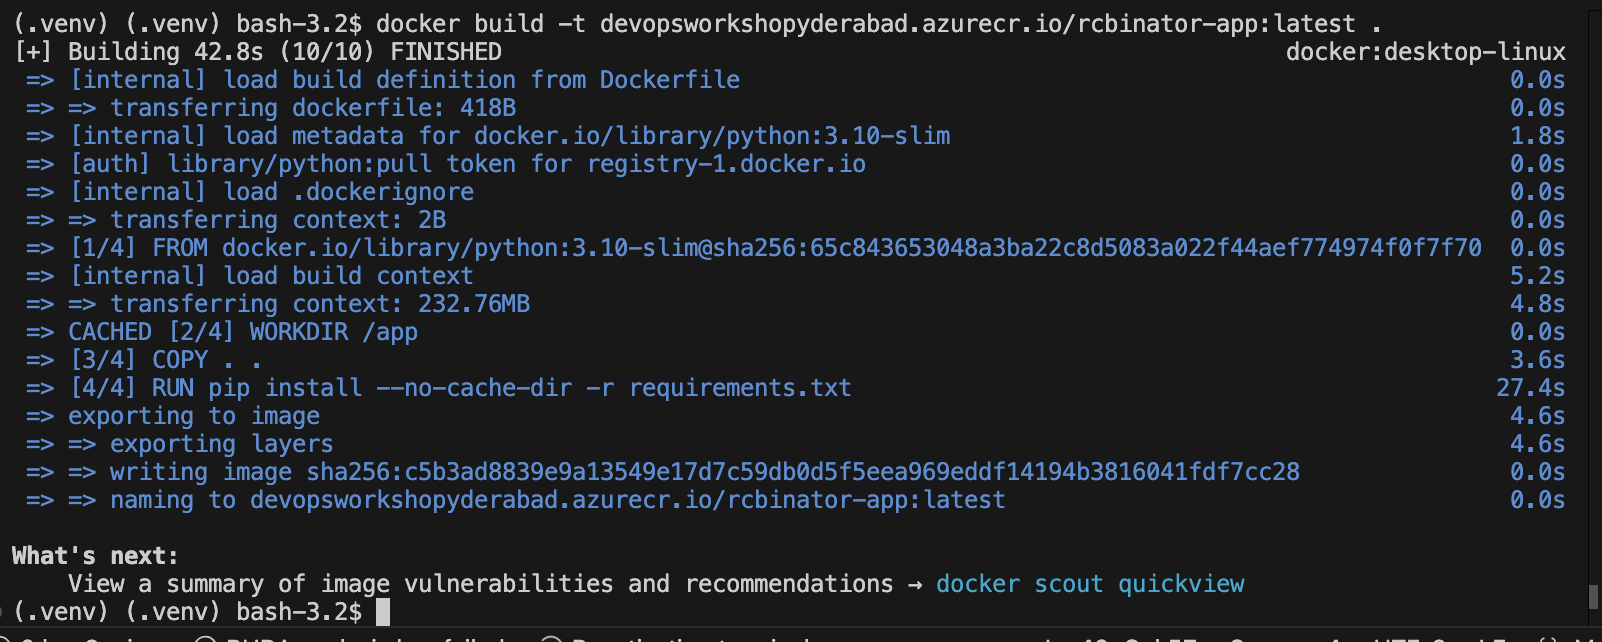 (.venv) (.venv) bash-3.2$ docker build -t devopsworkshopyderabad.azurecr.io/rcbinator-app:latest .
[+] Building 42.8s (10/10) FINISHED docker:desktop-linux
=> [internal] load build definition from Dockerfile 0.0s
=> => transferring dockerfile: 418B 0.0s
=> [internal] load metadata for docker.io/library/python:3.10-slim 1.8s
=> [auth] library/python:pull token for registry-1.docker.io 0.0s
=> [internal] load .dockerignore 0.0s
=> => transferring context: 2B 0.0s
=> [1/4] FROM docker.io/library/python:3.10-slim@sha256:65c843653048a3ba22c8d5083a022f44aef774974f0f7f70 0.0s
=> [internal] load build context 5.2s
=> => transferring context: 232.76MB 4.8s
=> CACHED [2/4] WORKDIR /app 0.0s
=> [3/4] COPY . . 3.6s
=> [4/4] RUN pip install --no-cache-dir -r requirements.txt 27.4s
=> exporting to image 4.6s
=> => exporting layers 4.6s
=> => writing image sha256:c5b3ad8839e9a13549e17d7c59db0d5f5eea969eddf14194b3816041fdf7cc28 0.0s
=> => naming to devopsworkshopyderabad.azurecr.io/rcbinator-app:latest 0.0s
What's next:
View a summary of image vulnerabilities and recommendations → docker scout quickview
(.venv) (.venv) bash-3.2$